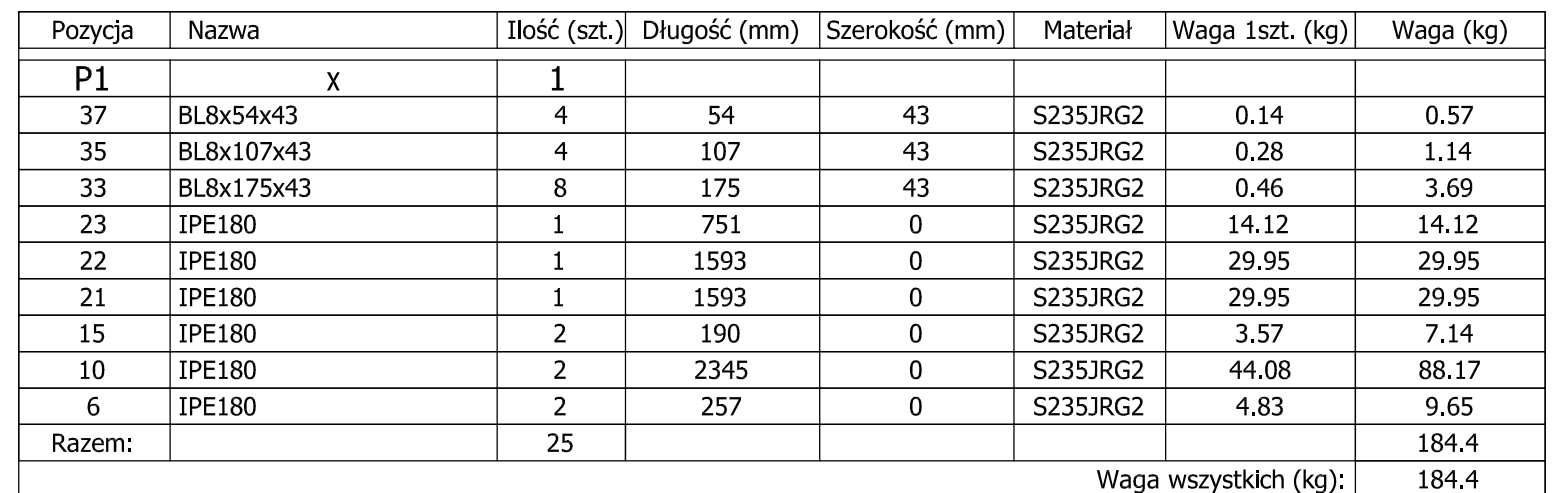 Pozycja Nazwa Ilość (szt.) Długość (mm) Szerokość (mm) Materiał Waga 1szt. (kg) Waga (kg)
P1 x 1
37 BL8x54x43 4 54 43 S235JRG2 0.14 0.57
35 BL8x107x43 4 107 43 S235JRG2 0.28 1.14
33 BL8x175x43 8 175 43 S235JRG2 0.46 3.69
23 IPE180 1 751 0 S235JRG2 14.12 14.12
22 IPE180 1 1593 0 S235JRG2 29.95 29.95
21 IPE180 1 1593 0 S235JRG2 29.95 29.95
15 IPE180 2 190 0 S235JRG2 3.57 7.14
10 IPE180 2 2345 0 S235JRG2 44.08 88.17
6 IPE180 2 257 0 S235JRG2 4.83 9.65
Razem: 25 184.4
Waga wszystkich (kg): 184.4